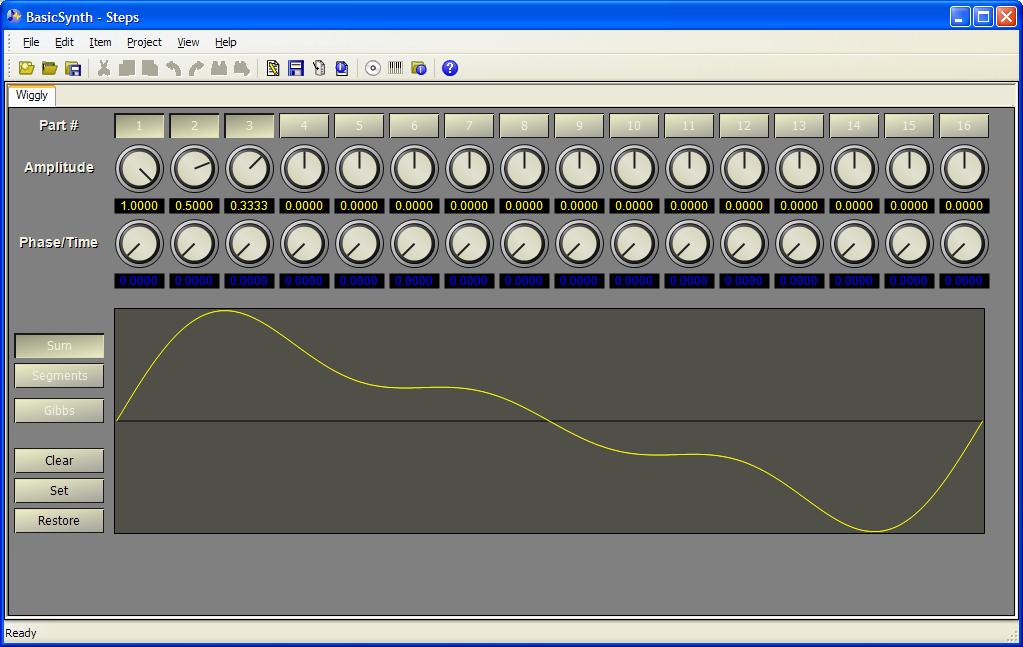 BasicSynth - Steps
File Edit Item Project View Help
Wiggly
Part # 1 2 3 4 5 6 7 8 9 10 11 12 13 14 15 16
Amplitude
1.0000 0.5000 0.3333 0.0000 0.0000 0.0000 0.0000 0.0000 0.0000 0.0000 0.0000 0.0000 0.0000 0.0000 0.0000 0.0000
Phase/Time
0.0000 0.0000 0.0000 0.0000 0.0000 0.0000 0.0000 0.0000 0.0000 0.0000 0.0000 0.0000 0.0000 0.0000 0.0000 0.0000
Sum
Segments
Gibbs
Clear
Set
Restore
Ready